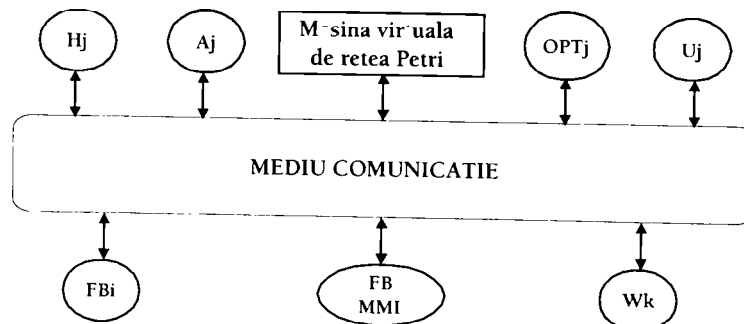 Hj
Aj
de retea Petri
OPTj
Uj
MEDIU COMUNICATIE
FBi
FB
MMI
Wk